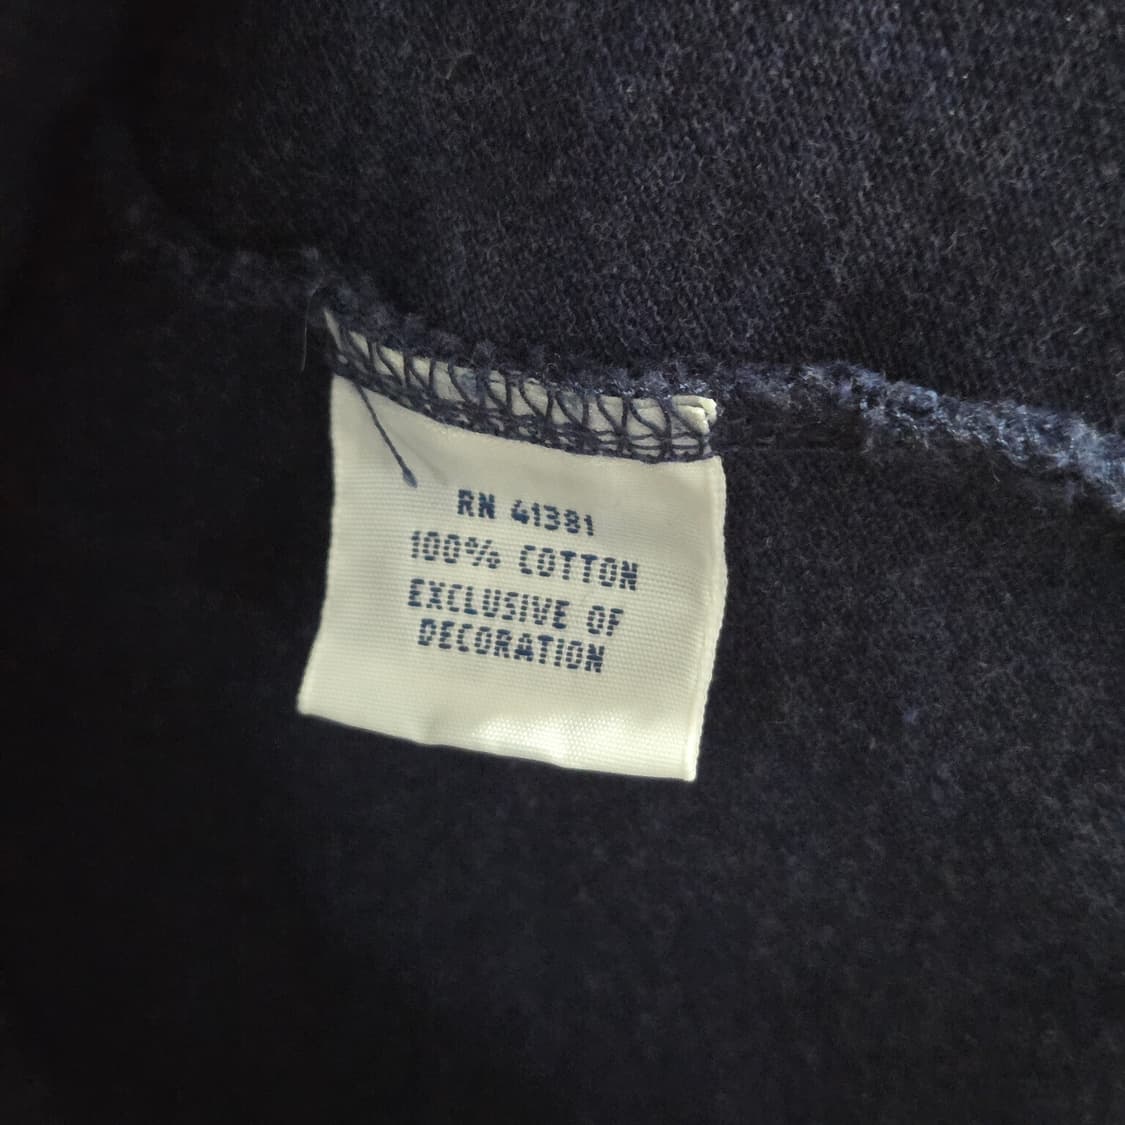 RN 41381
100% COTTON
EXCLUSIVE OF
DECORATION